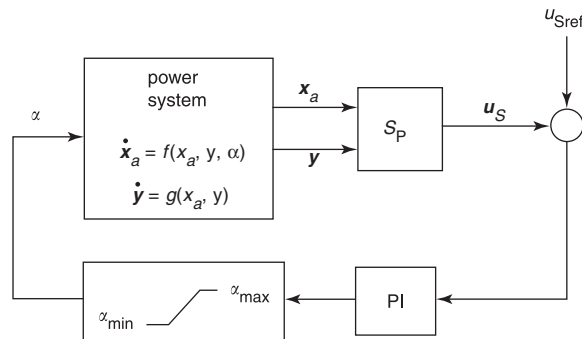 u_Sref
power
system
x_a
α
S_P
u_S
ẋ_a = f(x_a, y, α)
y
ẏ = g(x_a, y)
α_max
PI
α_min